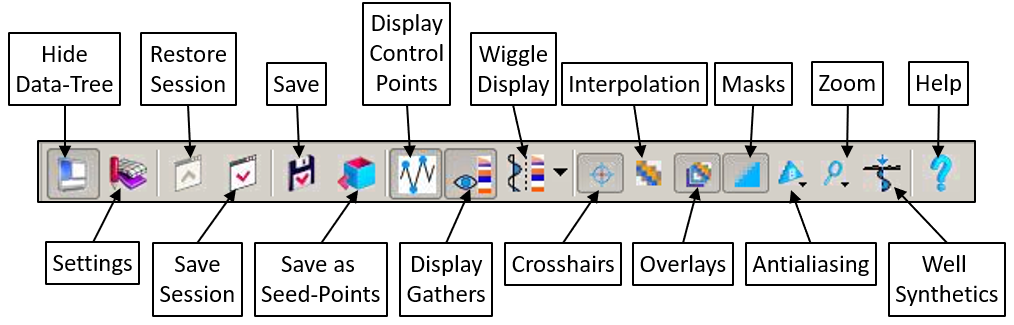 Hide
Data-Tree
Restore
Session
Save
Display
Control
Points
Wiggle
Display
Interpolation
Masks
Zoom
Help
B
Settings
Save
Session
Save as
Seed-Points
Display
Gathers
Crosshairs
Overlays
Antialiasing
Well
Synthetics